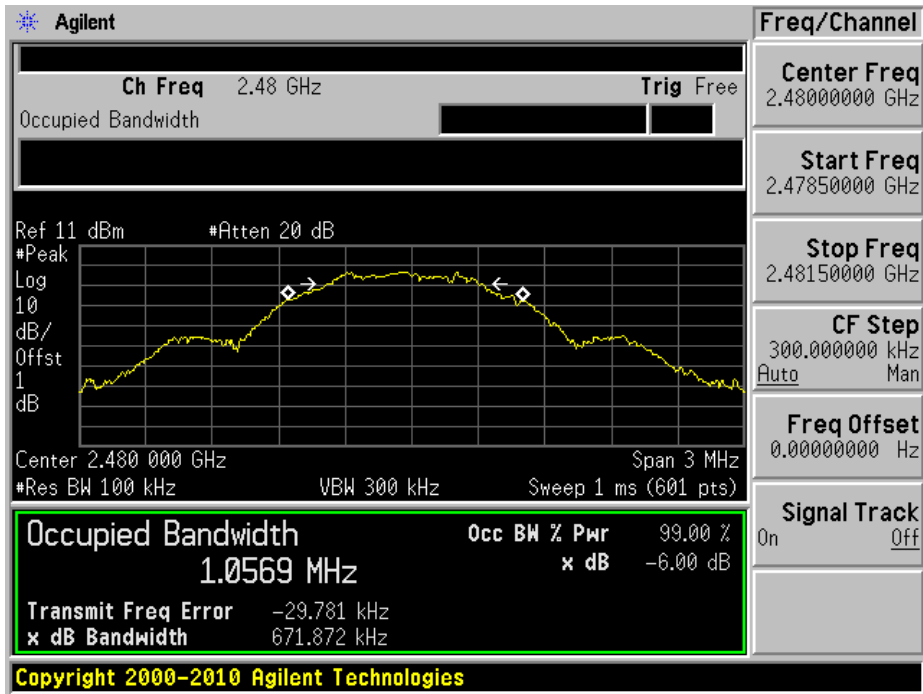 Agilent
Freq/Channel
Ch Freq 2.48 GHz Trig Free
Occupied Bandwidth
Center Freq
2.48000000 GHz
Start Freq
2.47850000 GHz
Stop Freq
2.48150000 GHz
CF Step
300.000000 kHz
Auto Man
Freq Offset
0.00000000 Hz
Signal Track
On Off
Ref 11 dBm #Atten 20 dB
#Peak
Log
10
dB/
Offst
1
dB
Center 2.480 000 GHz Span 3 MHz
#Res BW 100 kHz VBW 300 kHz Sweep 1 ms (601 pts)
Occupied Bandwidth
1.0569 MHz
Occ BW % Pwr 99.00 %
x dB -6.00 dB
Transmit Freq Error -29.781 kHz
x dB Bandwidth 671.872 kHz
Copyright 2000-2010 Agilent Technologies